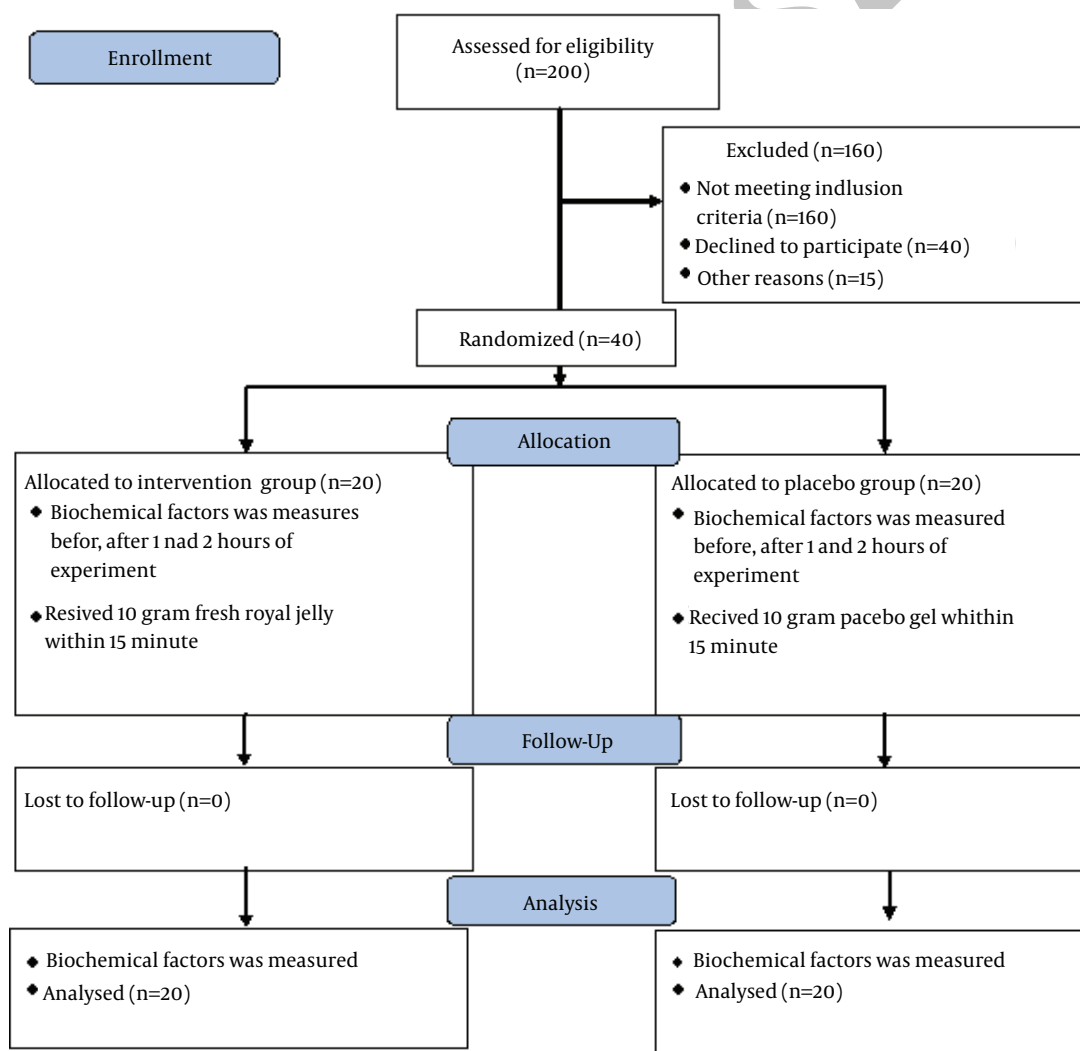 Enrollment
Assessed for eligibility
(n=200)
Excluded (n=160)
◆ Not meeting indlusion
criteria (n=160)
◆ Declined to participate (n=40)
◆ Other reasons (n=15)
Randomized (n=40)
Allocation
Allocated to intervention group (n=20)
◆ Biochemical factors was measures
befor, after 1 nad 2 hours of
experiment
◆ Resived 10 gram fresh royal jelly
within 15 minute
Allocated to placebo group (n=20)
◆ Biochemical factors was measured
before, after 1 and 2 hours of
experiment
◆ Recived 10 gram pacebo gel whithin
15 minute
Follow-Up
Lost to follow-up (n=0)
Lost to follow-up (n=0)
Analysis
◆ Biochemical factors was measured
◆ Analysed (n=20)
◆ Biochemical factors was measured
◆ Analysed (n=20)